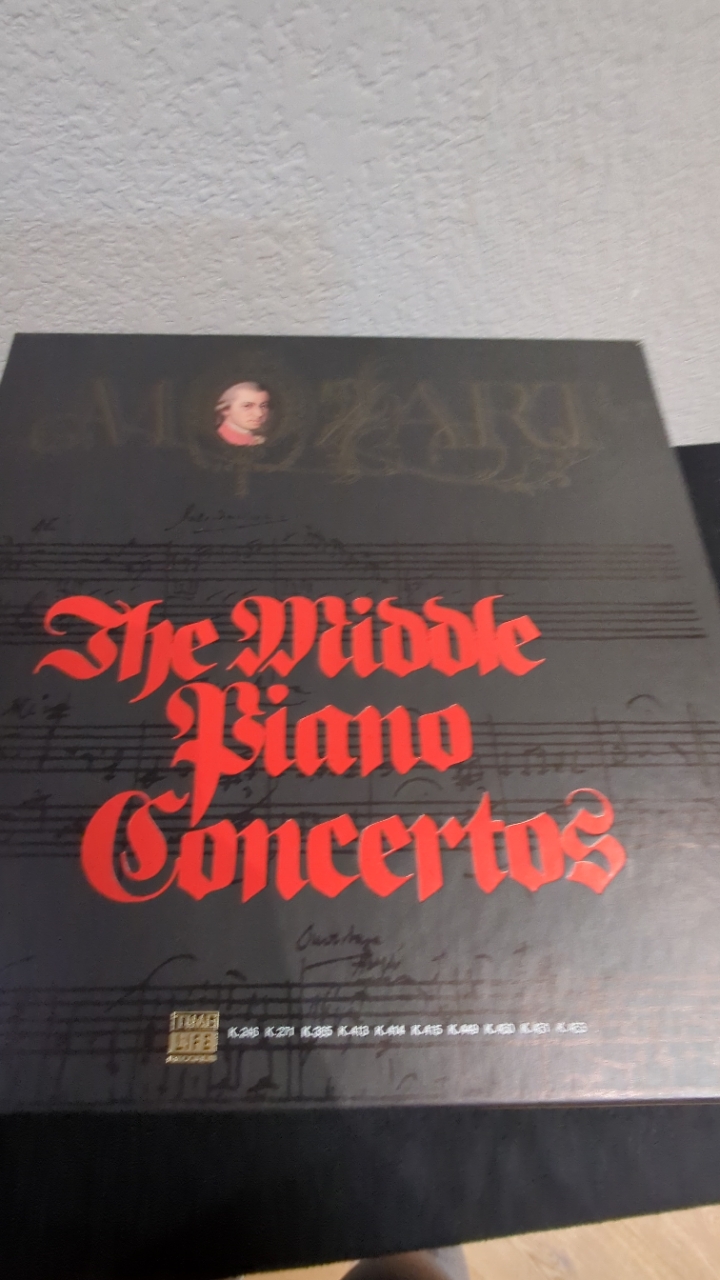 MOZART
The Middle
Piano
Concertos
TIME
LIFE
K.246 K.271 K.365 K.413 K.414 K.415 K.449 K.450 K.451 K.453